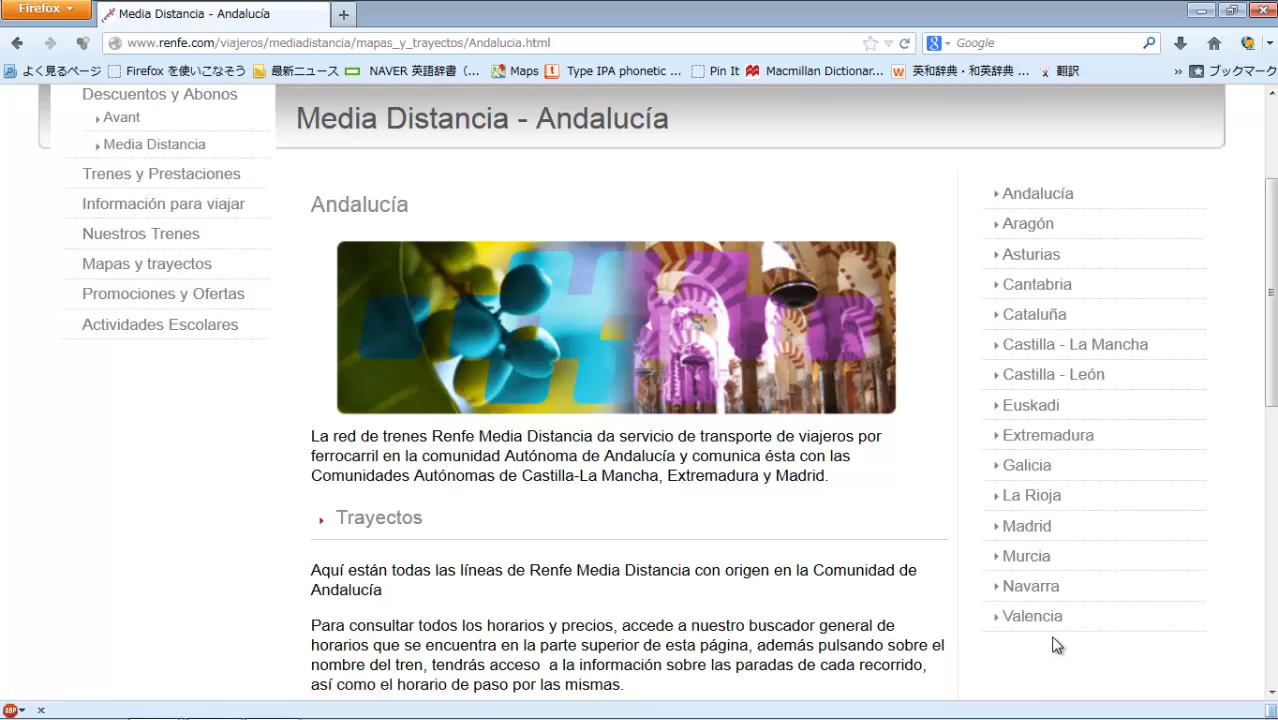 Firefox
Media Distancia - Andalucía
www.renfe.com/viajeros/mediadistancia/mapas_y_trayectos/Andalucia.html
Google
よく見るページ
Firefox を使いこなそう
最新ニュース
NAVER 英語辞書 (...
Maps
Type IPA phonetic ...
Pin It
Macmillan Dictionar...
英和辞典・和英辞典 ...
翻訳
»
ブックマーク
Descuentos y Abonos
Avant
Media Distancia
Trenes y Prestaciones
Información para viajar
Nuestros Trenes
Mapas y trayectos
Promociones y Ofertas
Actividades Escolares
Media Distancia - Andalucía
Andalucía
La red de trenes Renfe Media Distancia da servicio de transporte de viajeros por
ferrocarril en la comunidad Autónoma de Andalucía y comunica ésta con las
Comunidades Autónomas de Castilla-La Mancha, Extremadura y Madrid.
Trayectos
Aquí están todas las líneas de Renfe Media Distancia con origen en la Comunidad de
Andalucía
Para consultar todos los horarios y precios, accede a nuestro buscador general de
horarios que se encuentra en la parte superior de esta página, además pulsando sobre el
nombre del tren, tendrás acceso  a la información sobre las paradas de cada recorrido,
así como el horario de paso por las mismas.
Andalucía
Aragón
Asturias
Cantabria
Cataluña
Castilla - La Mancha
Castilla - León
Euskadi
Extremadura
Galicia
La Rioja
Madrid
Murcia
Navarra
Valencia
ABP